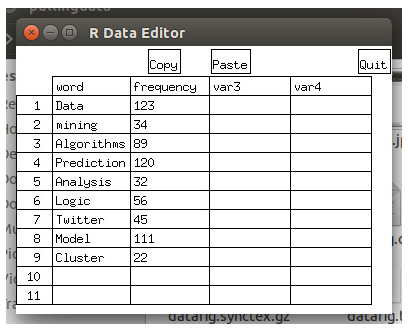 R Data Editor
Copy Paste Quit
word frequency var3 var4
1 Data 123
2 mining 34
3 Algorithms 89
4 Prediction 120
5 Analysis 32
6 Logic 56
7 Twitter 45
8 Model 111
9 Cluster 22
10
11
datarig.synctex.gz